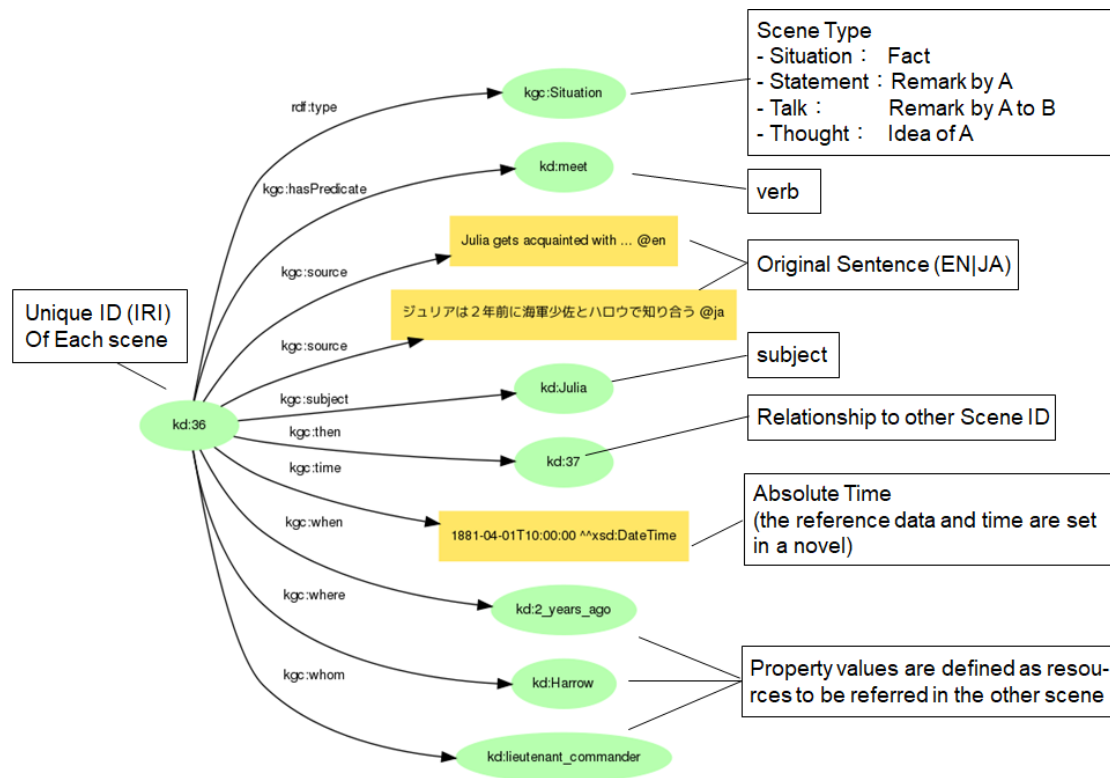 Scene Type
- Situation： Fact
- Statement：Remark by A
- Talk： Remark by A to B
- Thought： Idea of A
kgc:Situation
rdf:type
kd:meet
kgc:hasPredicate
verb
Julia gets acquainted with ... @en
kgc:source
Original Sentence (EN|JA)
ジュリアは２年前に海軍少佐とハロウで知り合う @ja
kgc:source
Unique ID (IRI)
Of Each scene
subject
kd:Julia
kgc:subject
kd:36
Relationship to other Scene ID
kgc:then
kd:37
kgc:time
Absolute Time
(the reference data and time are set
in a novel)
1881-04-01T10:00:00 ^^xsd:DateTime
kgc:when
kd:2_years_ago
kgc:where
Property values are defined as resou-
rces to be referred in the other scene
kd:Harrow
kgc:whom
kd:lieutenant_commander